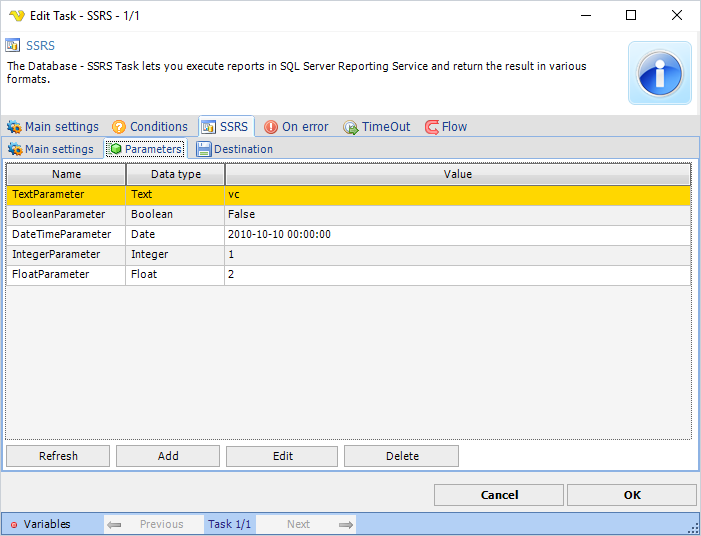 Edit Task - SSRS - 1/1
SSRS
The Database - SSRS Task lets you execute reports in SQL Server Reporting Service and return the result in various
formats.
Main settings Conditions SSRS On error TimeOut Flow
Main settings Parameters Destination
Name Data type Value
TextParameter Text vc
BooleanParameter Boolean False
DateTimeParameter Date 2010-10-10 00:00:00
IntegerParameter Integer 1
FloatParameter Float 2
Refresh Add Edit Delete
Cancel OK
Variables Previous Task 1/1 Next